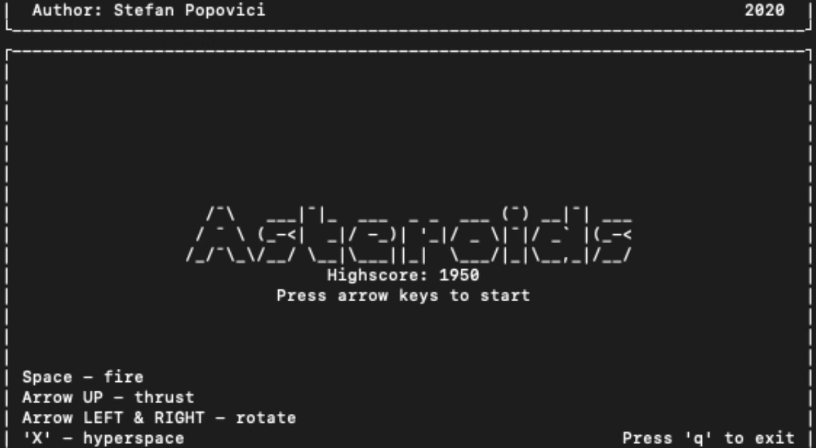 Author: Stefan Popovici 2020
Asteroids
Highscore: 1950
Press arrow keys to start
Space – fire
Arrow UP – thrust
Arrow LEFT & RIGHT – rotate
'X' – hyperspace Press 'q' to exit